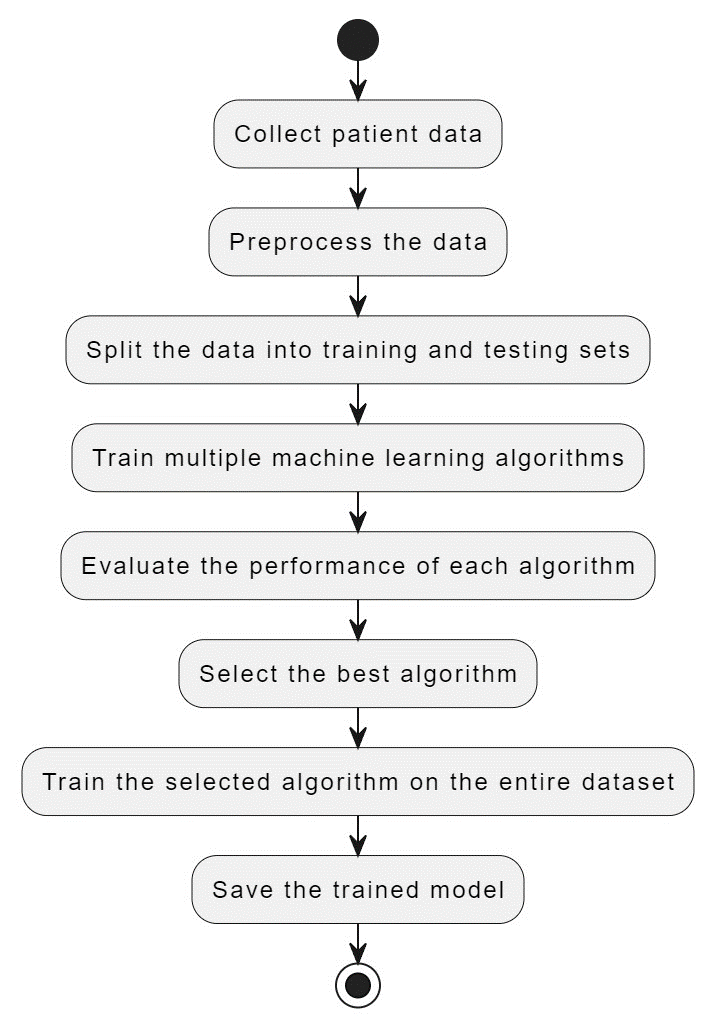 Collect patient data
Preprocess the data
Split the data into training and testing sets
Train multiple machine learning algorithms
Evaluate the performance of each algorithm
Select the best algorithm
Train the selected algorithm on the entire dataset
Save the trained model